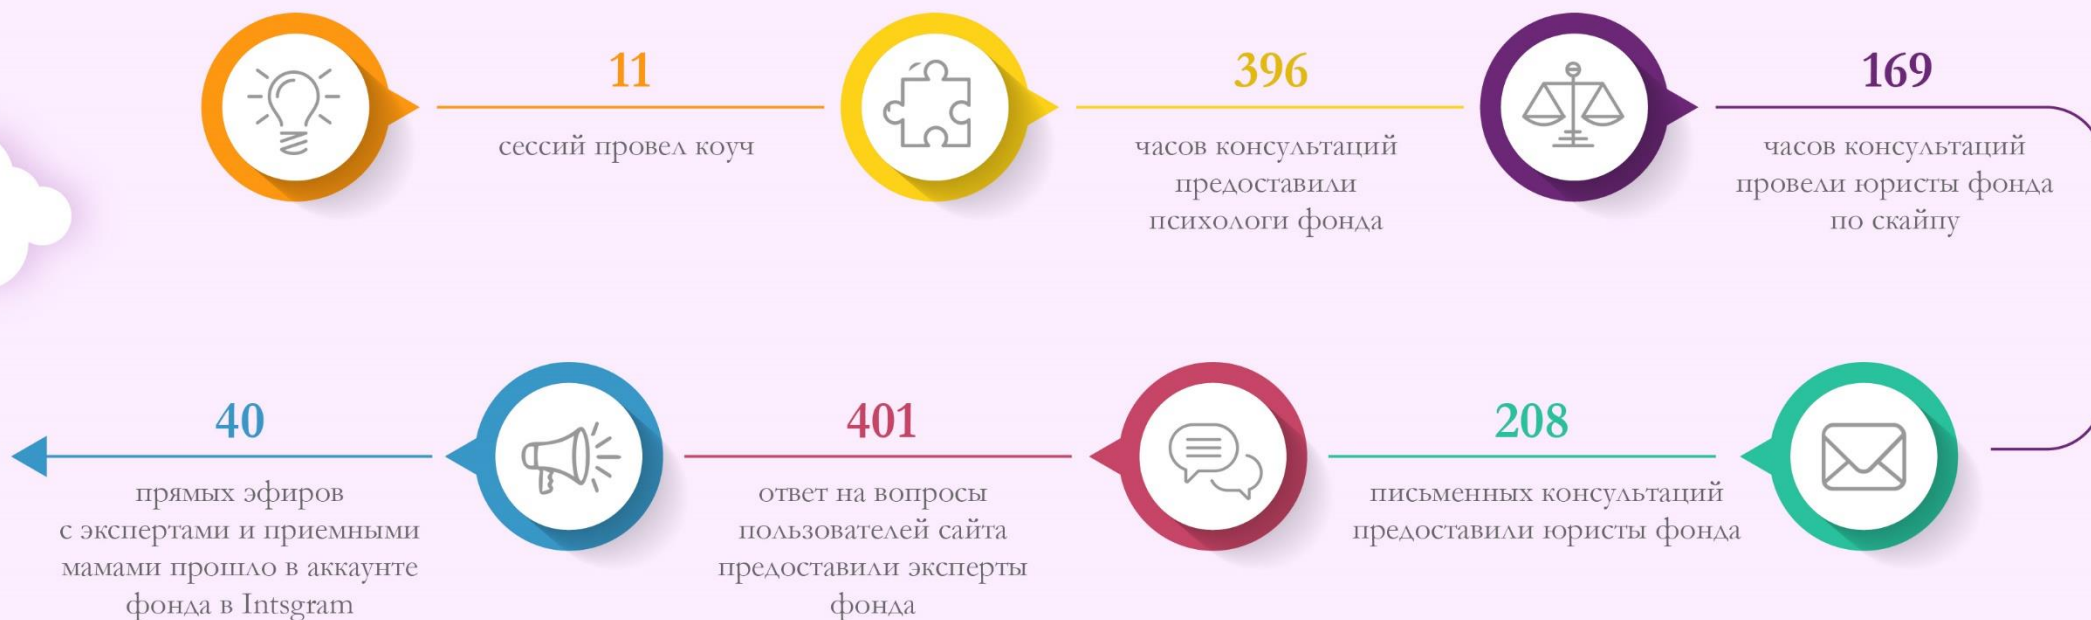 11
сессий провел коуч
396
часов консультаций
предоставили
психологи фонда
169
часов консультаций
провели юристы фонда
по скайпу
208
письменных консультаций
предоставили юристы фонда
401
ответ на вопросы
пользователей сайта
предоставили эксперты
фонда
40
прямых эфиров
с экспертами и приемными
мамами прошло в аккаунте
фонда в Intsgram